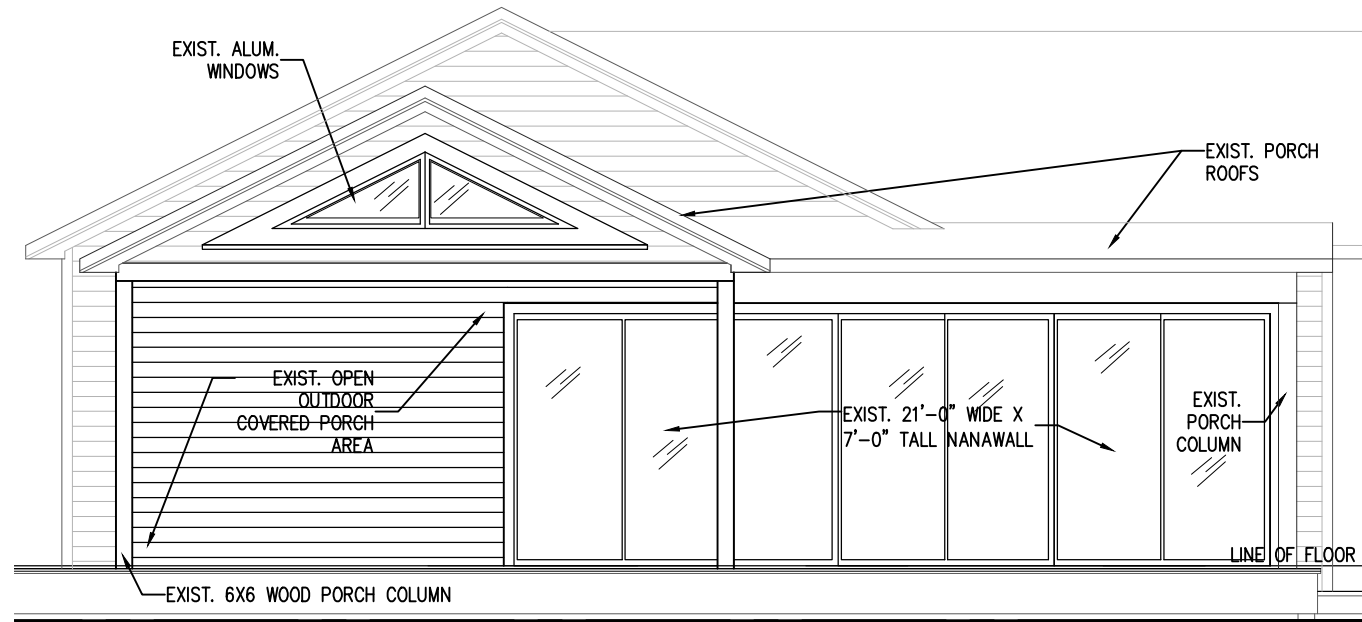 EXIST. ALUM.
WINDOWS
EXIST. PORCH
ROOFS
EXIST. OPEN
OUTDOOR
COVERED PORCH
AREA
EXIST. 21'-0" WIDE X
7'-0" TALL NANAWALL
EXIST.
PORCH
COLUMN
LINE OF FLOOR
EXIST. 6X6 WOOD PORCH COLUMN